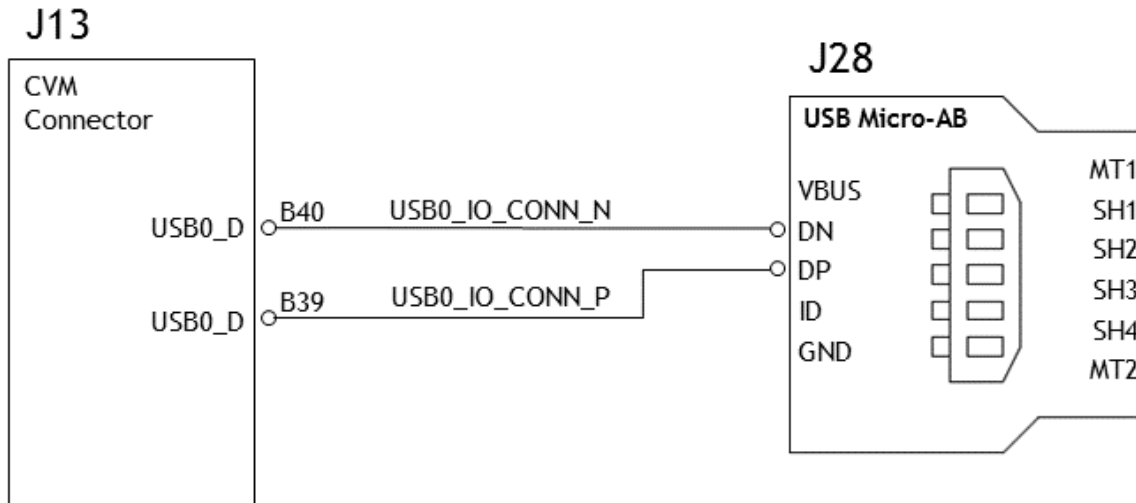 J13
CVM
Connector
USB0_D
B40
USB0_IO_CONN_N
USB0_D
B39
USB0_IO_CONN_P
J28
USB Micro-AB
VBUS
DN
DP
ID
GND
MT1
SH1
SH2
SH3
SH4
MT2